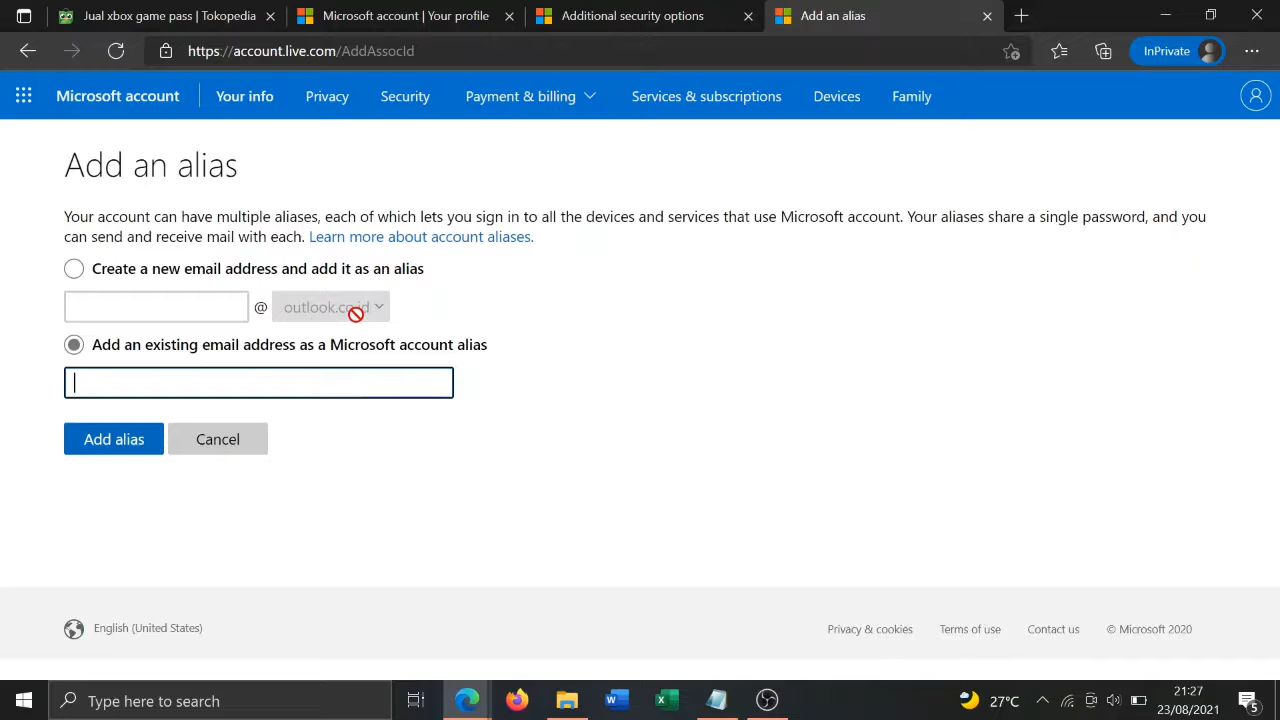 Jual xbox game pass | Tokopedia
Microsoft account | Your profile
Additional security options
Add an alias
https://account.live.com/AddAssocId
InPrivate
Microsoft account
Your info
Privacy
Security
Payment & billing
Services & subscriptions
Devices
Family
Add an alias
Your account can have multiple aliases, each of which lets you sign in to all the devices and services that use Microsoft account. Your aliases share a single password, and you
can send and receive mail with each. Learn more about account aliases.
Create a new email address and add it as an alias
@ outlook.co.id
Add an existing email address as a Microsoft account alias
Add alias
Cancel
English (United States)
Privacy & cookies
Terms of use
Contact us
© Microsoft 2020
Type here to search
27°C
21:27
23/08/2021
5